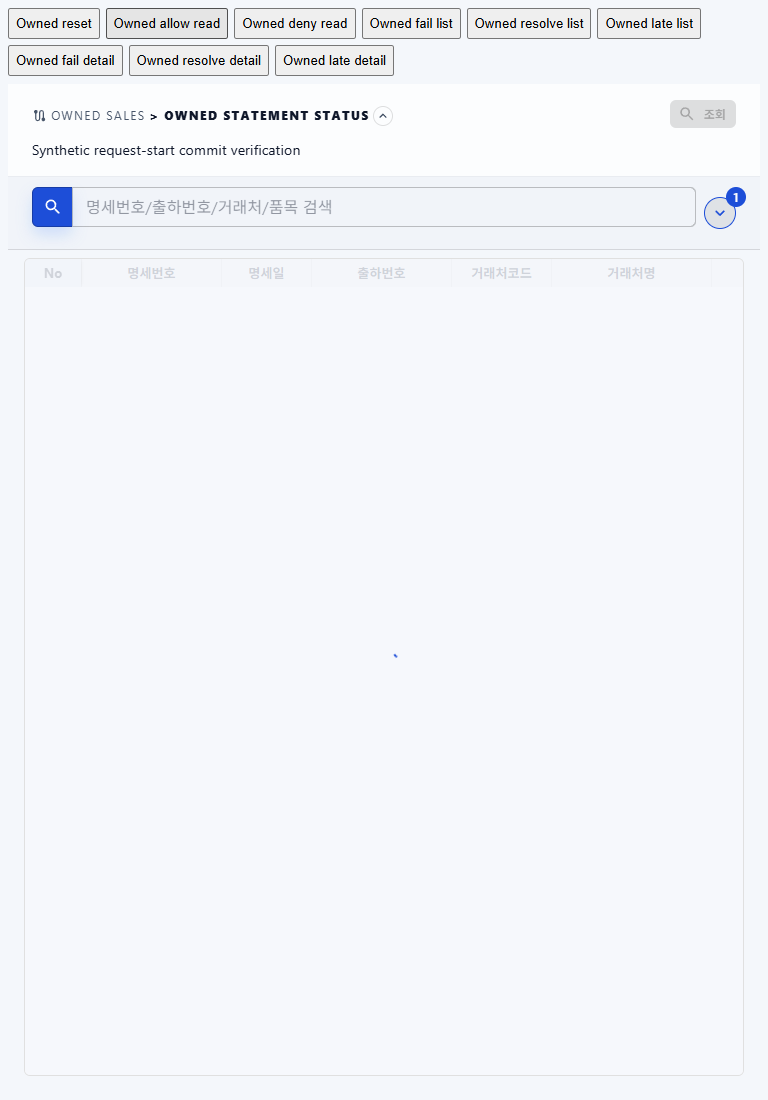 Owned reset Owned allow read Owned deny read Owned fail list Owned resolve list Owned late list
Owned fail detail Owned resolve detail Owned late detail
OWNED SALES > OWNED STATEMENT STATUS
조회
Synthetic request-start commit verification
명세번호/출하번호/거래처/품목 검색
1
No 명세번호 명세일 출하번호 거래처코드 거래처명